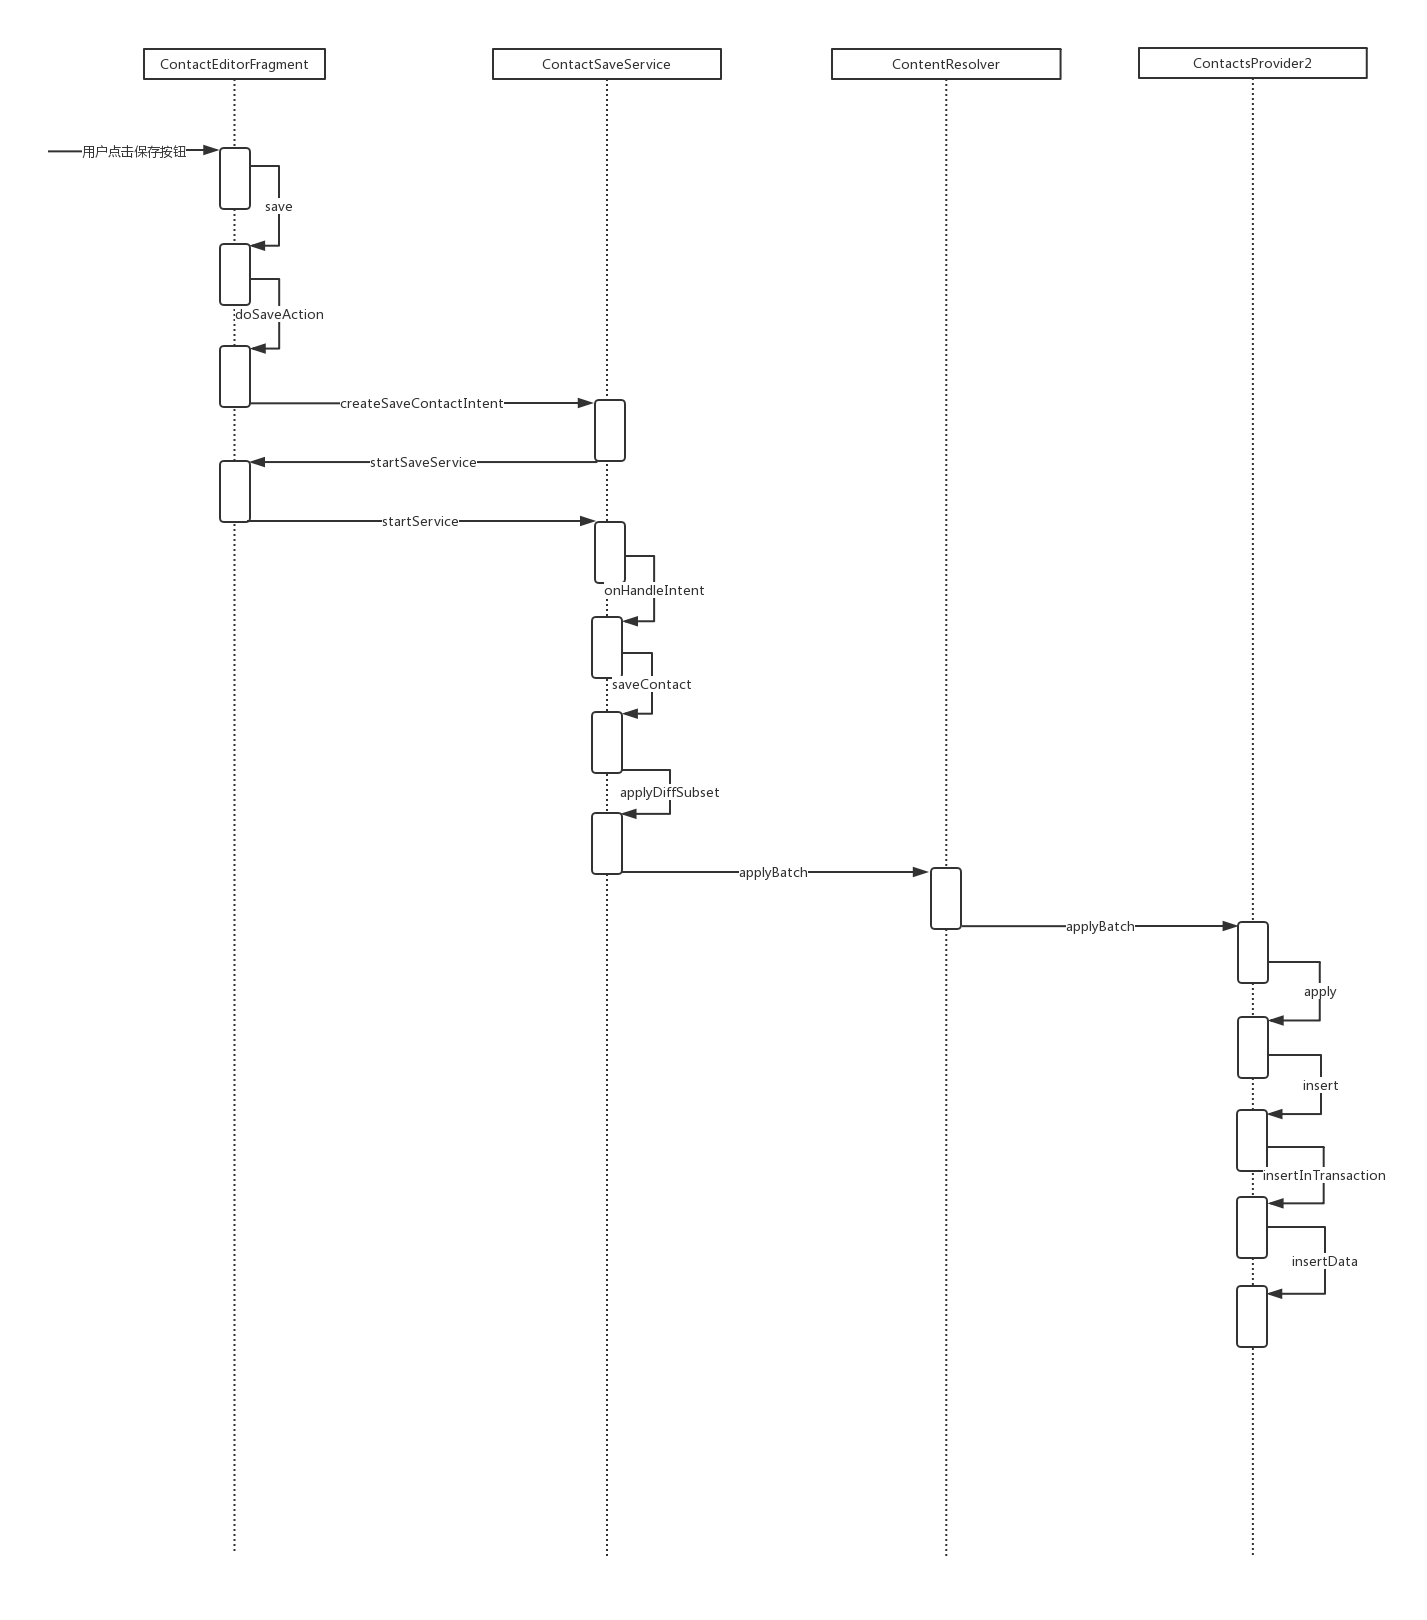 ContactEditorFragment
ContactSaveService
ContentResolver
ContactsProvider2
用户点击保存按钮
save
doSaveAction
createSaveContactIntent
startSaveService
startService
onHandleIntent
saveContact
applyDiffSubset
applyBatch
applyBatch
apply
insert
insertInTransaction
insertData